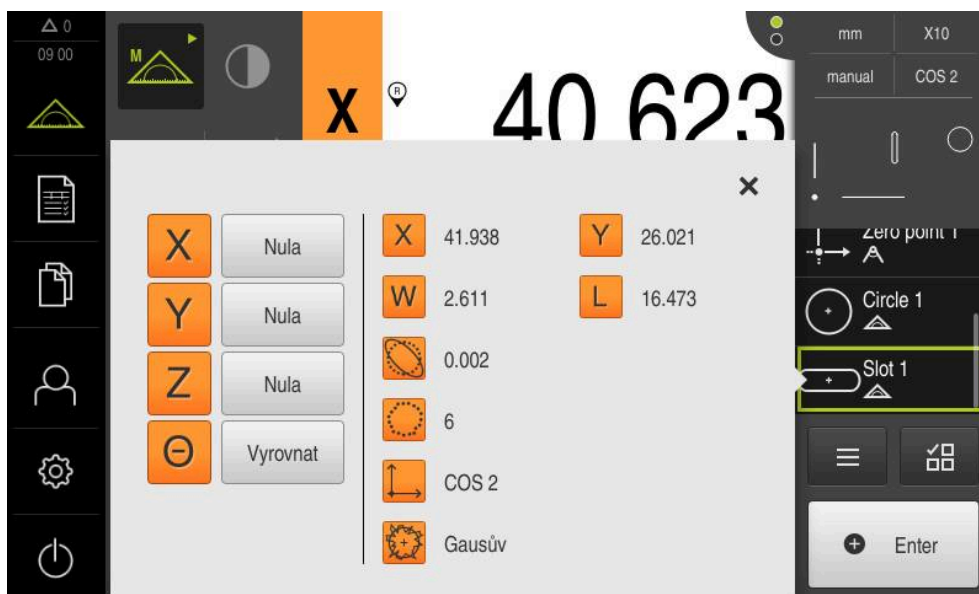 Δ 0
09 00
M
X
R
40.623
mm
X10
manual
COS 2
X
Nula
Y
Nula
Z
Nula
Θ
Vyrovnat
X
41.938
Y
26.021
W
2.611
L
16.473
0.002
6
COS 2
Gausův
Zero point 1
Circle 1
Slot 1
Enter